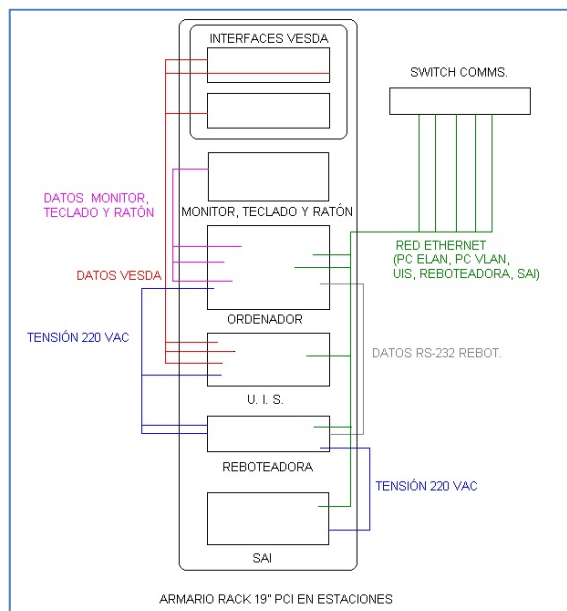 INTERFACES VESDA
SWITCH COMMS.
DATOS MONITOR,
TECLADO Y RATÓN
MONITOR, TECLADO Y RATÓN
RED ETHERNET
(PC ELAN, PC VLAN,
UIS, REBOTEADORA, SAI)
DATOS VESDA
ORDENADOR
TENSIÓN 220 VAC
DATOS RS-232 REBOT.
U. I. S.
REBOTEADORA
TENSIÓN 220 VAC
SAI
ARMARIO RACK 19" PCI EN ESTACIONES